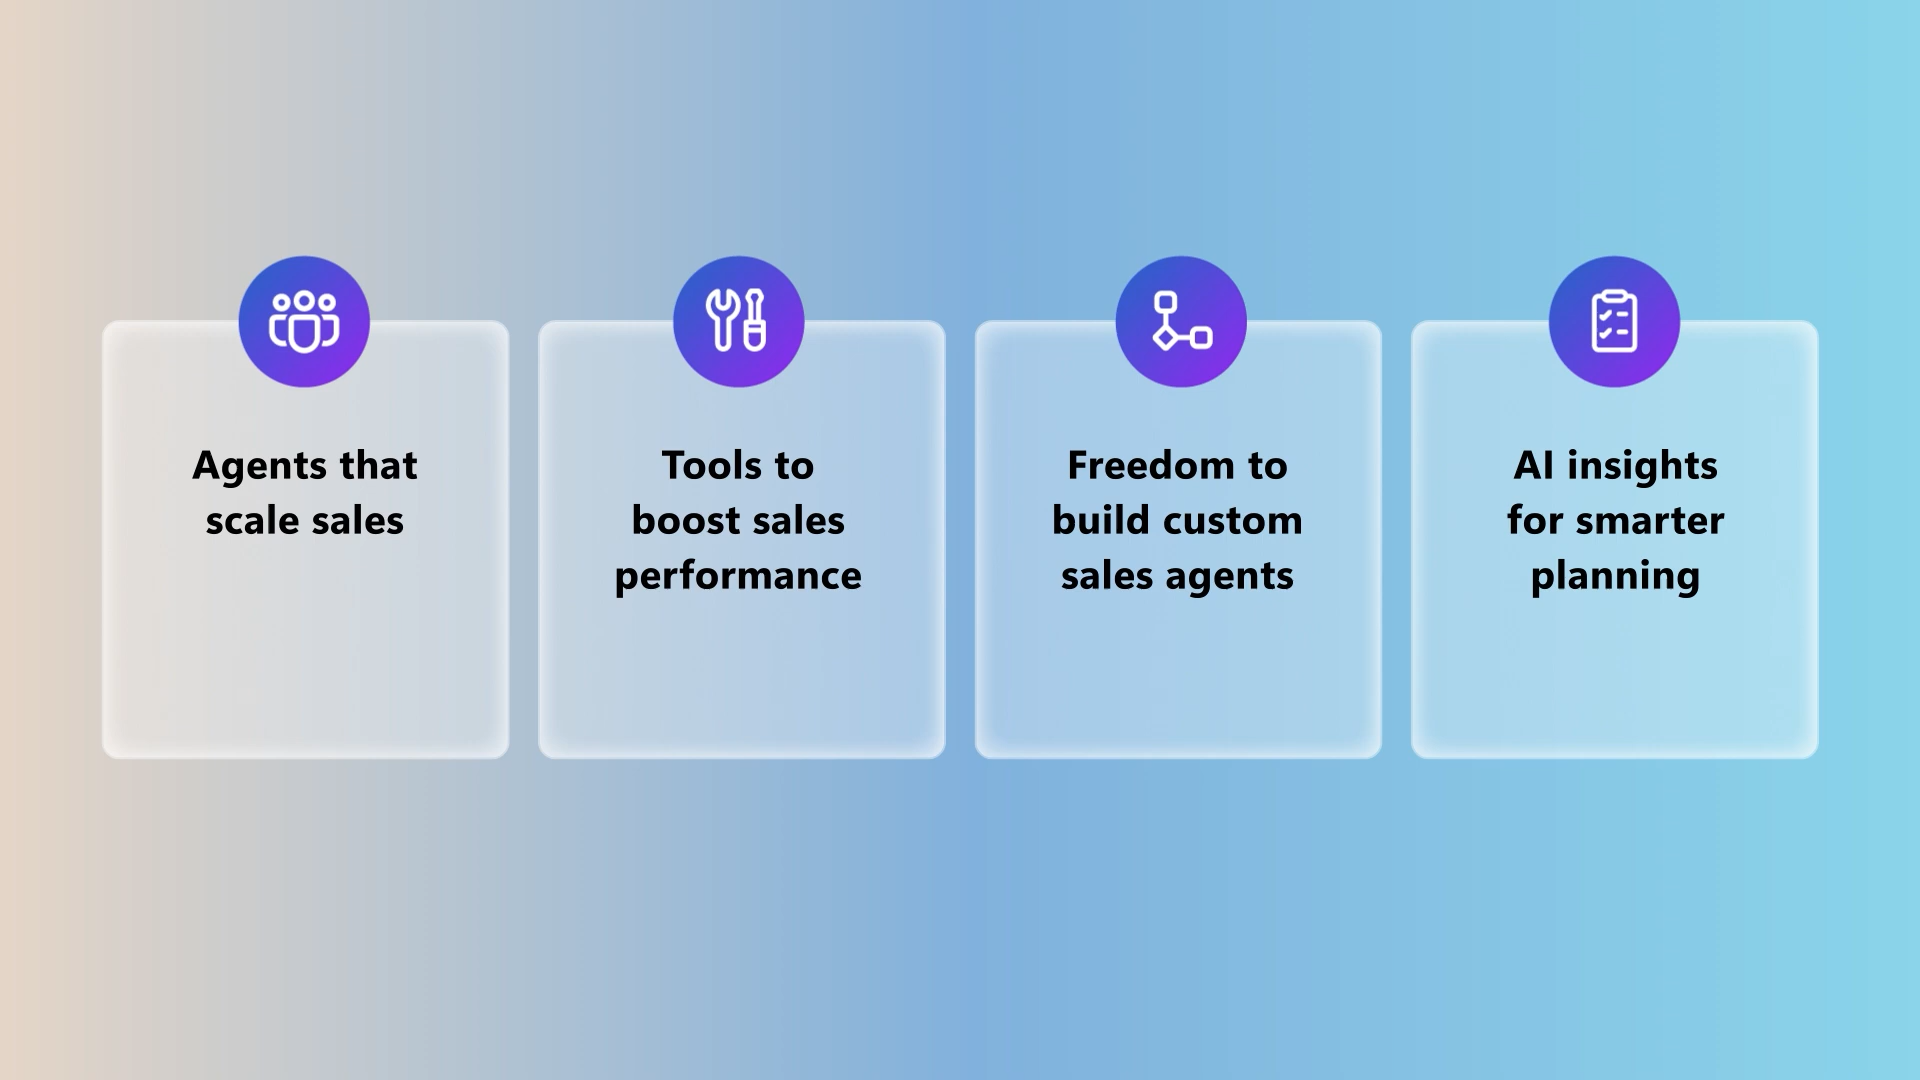 Agents that
scale sales
Tools to
boost sales
performance
Freedom to
build custom
sales agents
AI insights
for smarter
planning